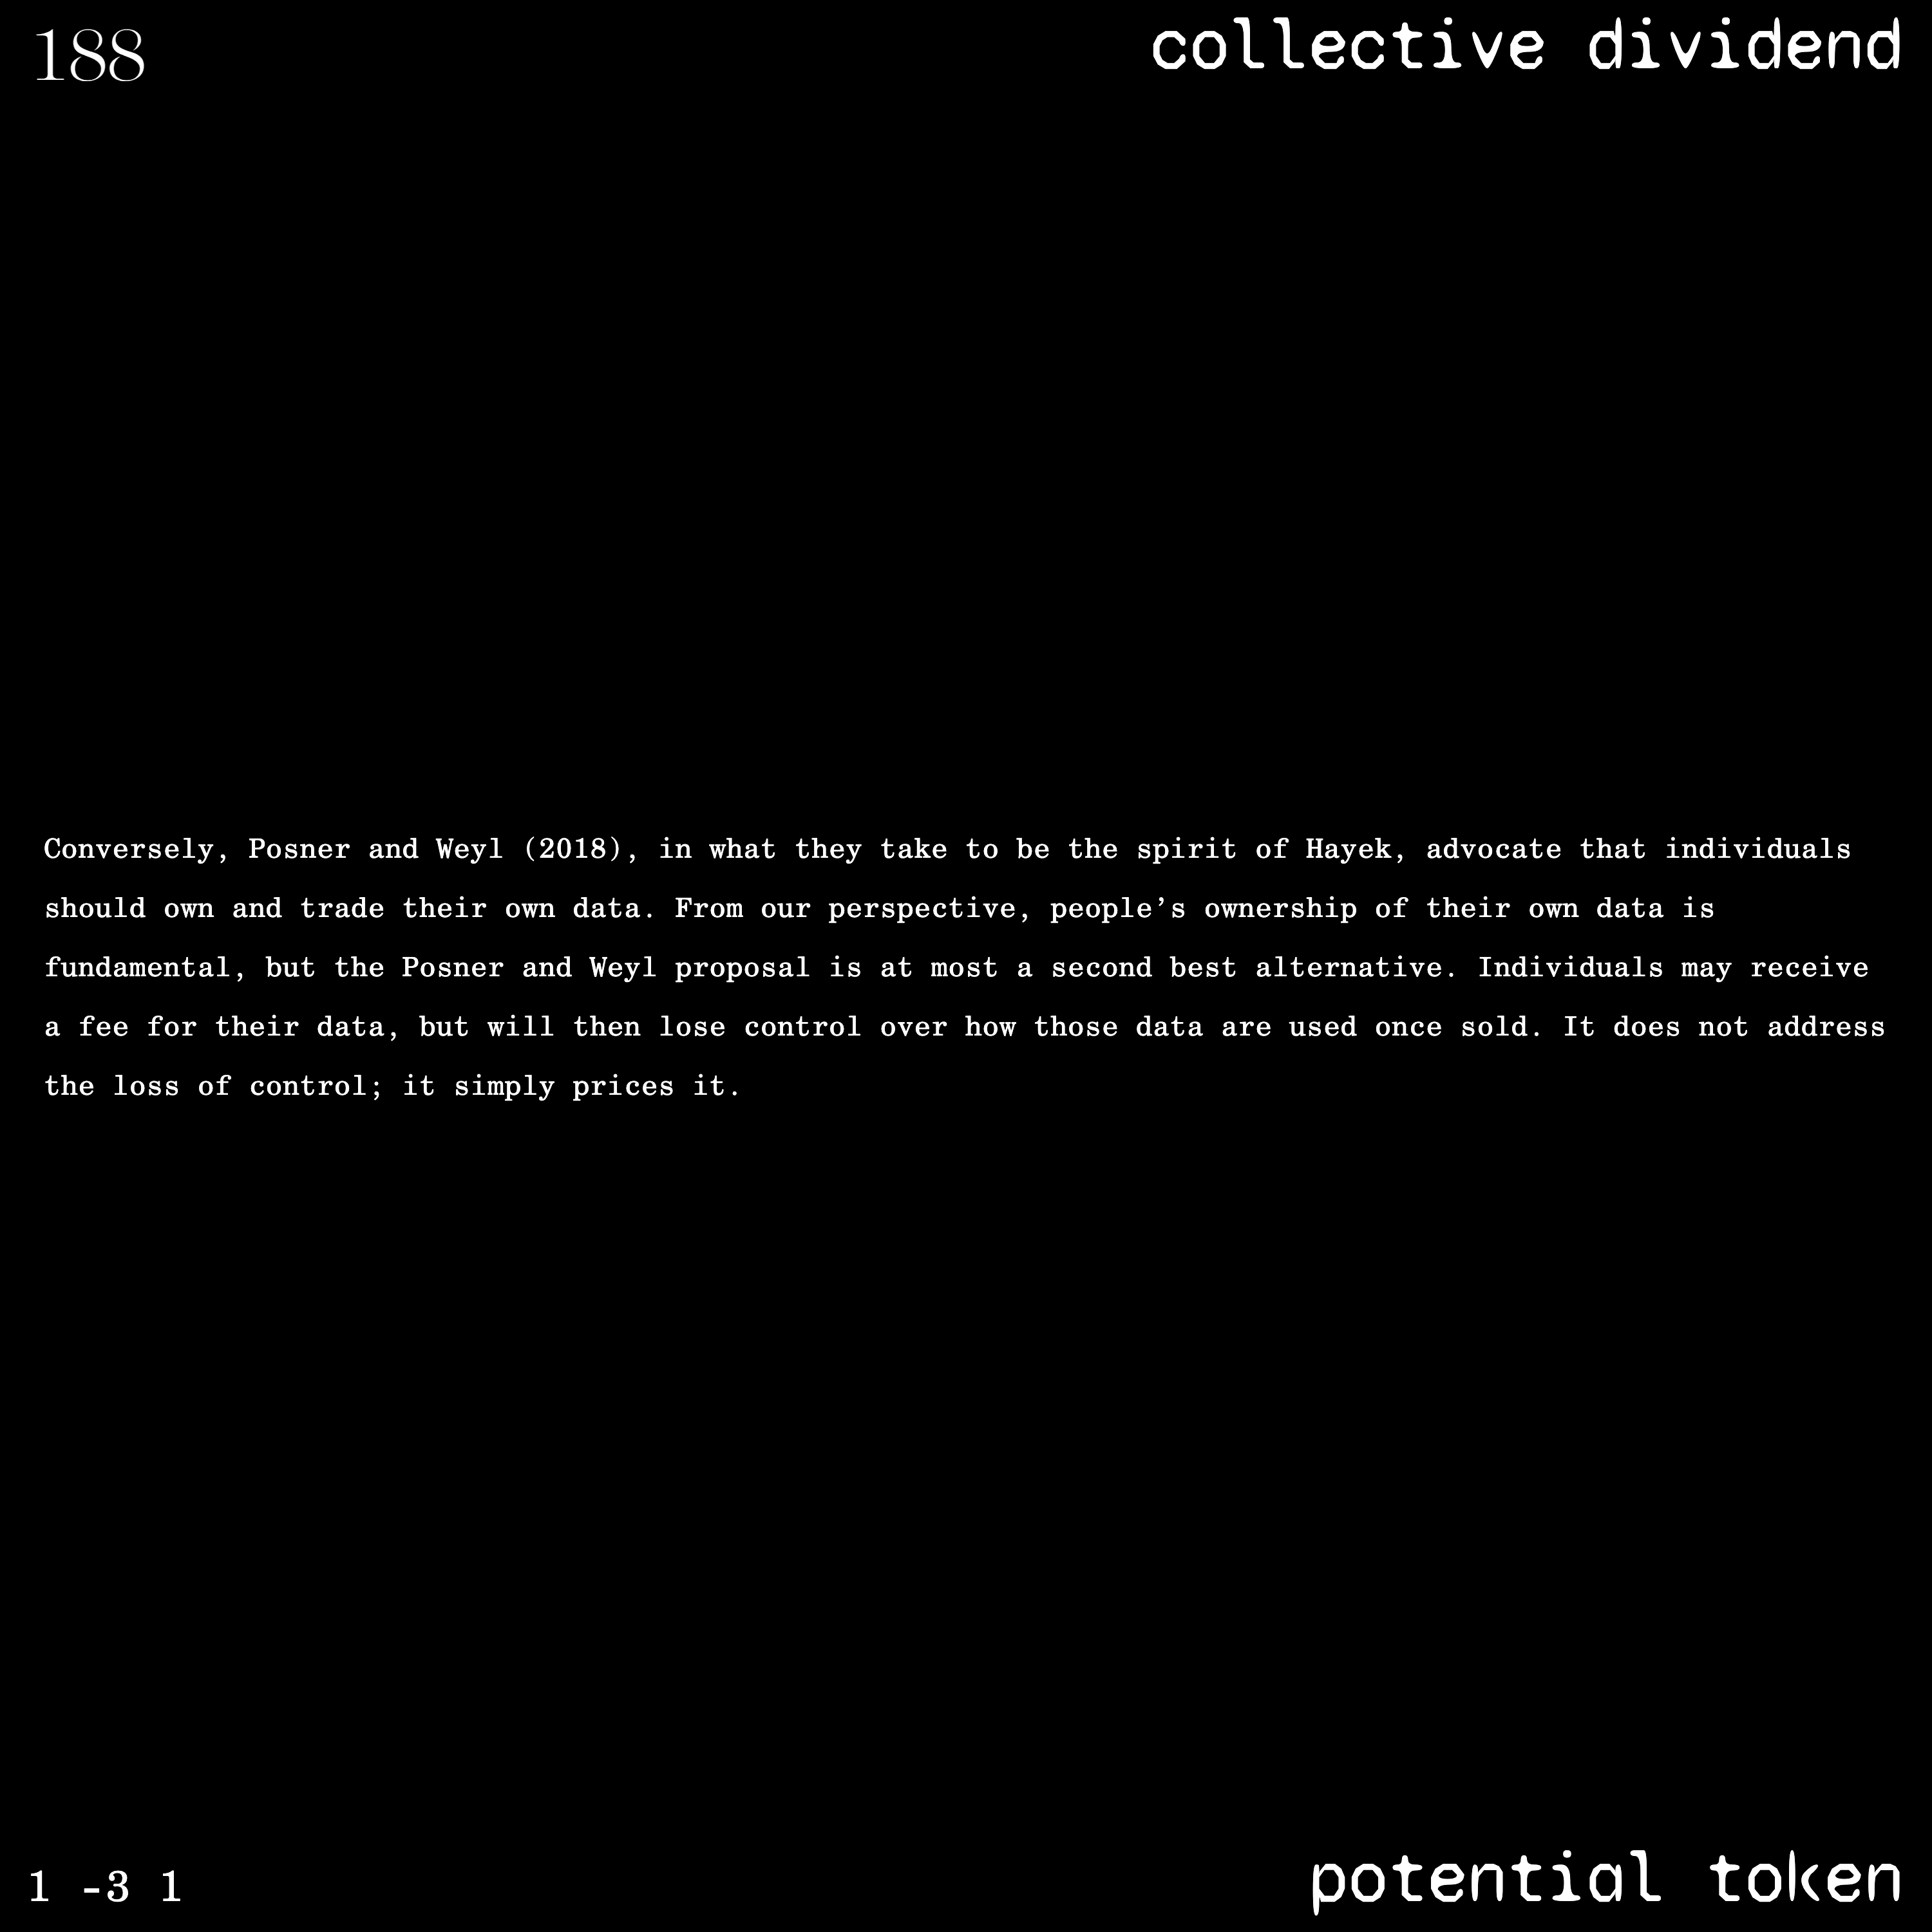 188
collective dividend
Conversely, Posner and Weyl (2018), in what they take to be the spirit of Hayek, advocate that individuals
should own and trade their own data. From our perspective, people’s ownership of their own data is
fundamental, but the Posner and Weyl proposal is at most a second best alternative. Individuals may receive
a fee for their data, but will then lose control over how those data are used once sold. It does not address
the loss of control; it simply prices it.
1 -3 1
potential token